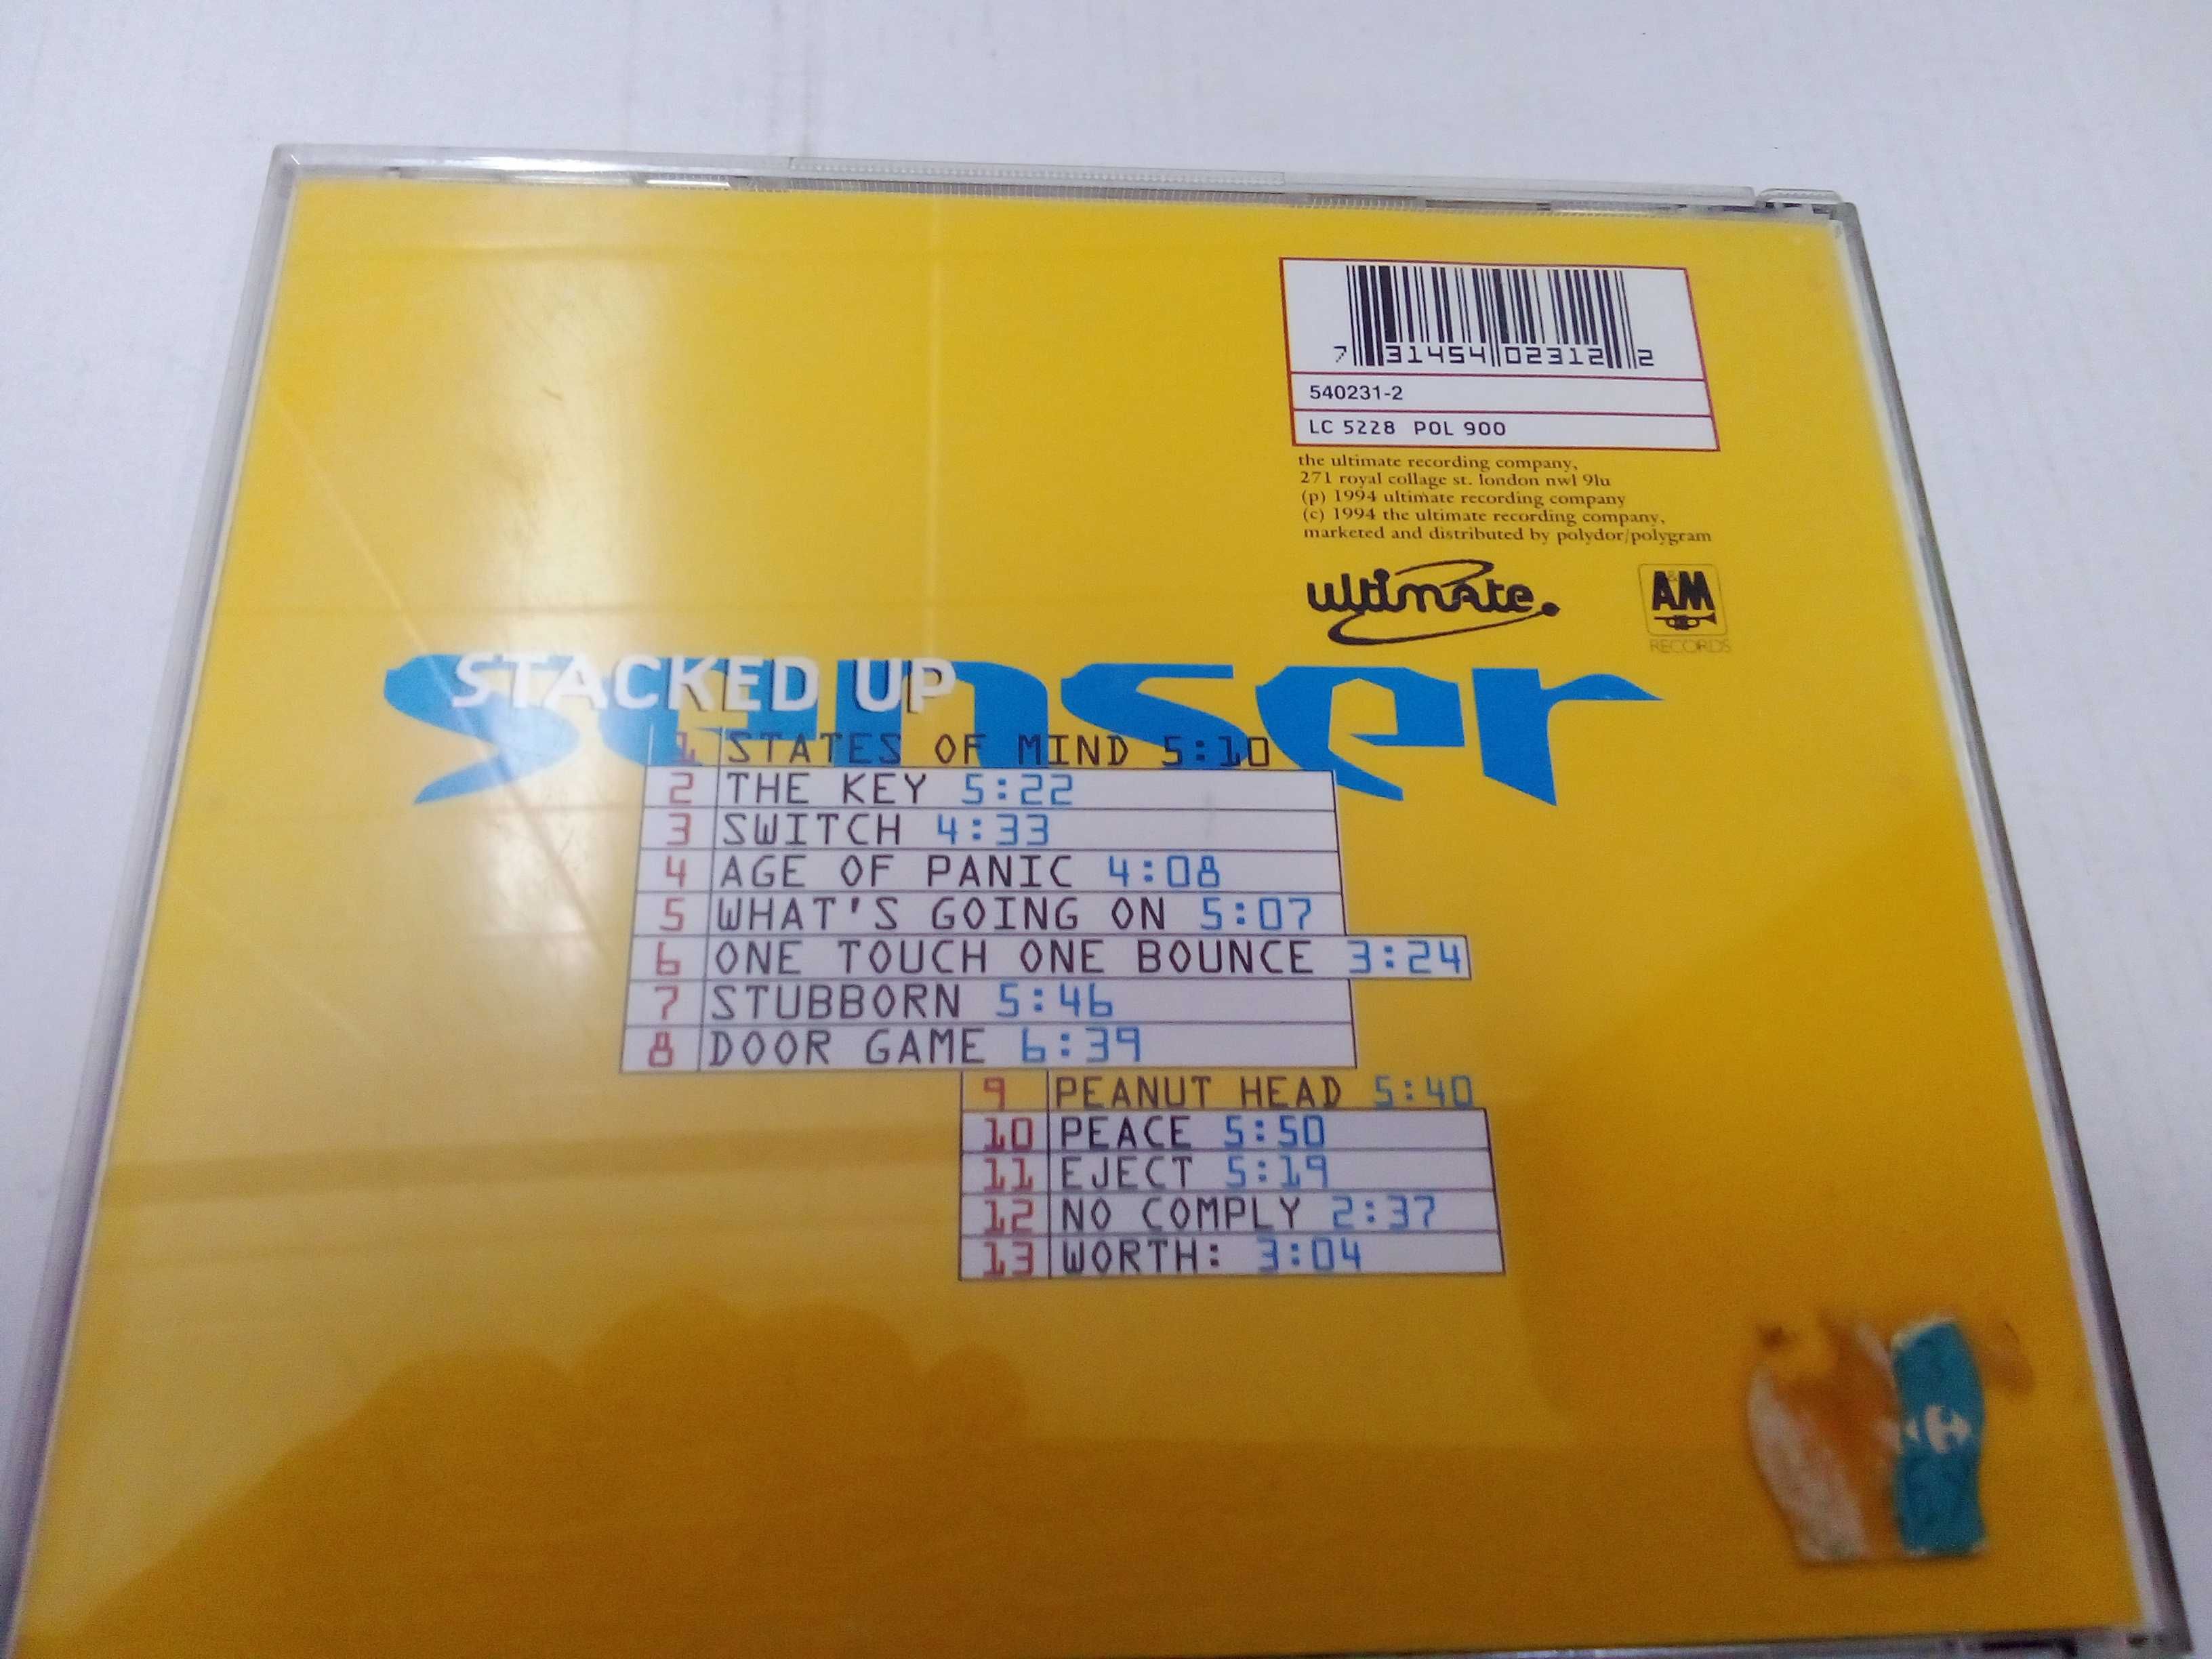 7 31454 02312 2
540231-2
LC 5228 POL 900
the ultimate recording company,
271 royal collage st. london nw1 9lu
(p) 1994 ultimate recording company
(c) 1994 the ultimate recording company,
marketed and distributed by polydor/polygram
ultimate.
A&M
RECORDS
senser
STACKED UP
1 STATES OF MIND 5:10
2 THE KEY 5:22
3 SWITCH 4:33
4 AGE OF PANIC 4:08
5 WHAT'S GOING ON 5:07
6 ONE TOUCH ONE BOUNCE 3:24
7 STUBBORN 5:46
8 DOOR GAME 6:39
9 PEANUT HEAD 5:40
10 PEACE 5:50
11 EJECT 5:19
12 NO COMPLY 2:37
13 WORTH: 3:04